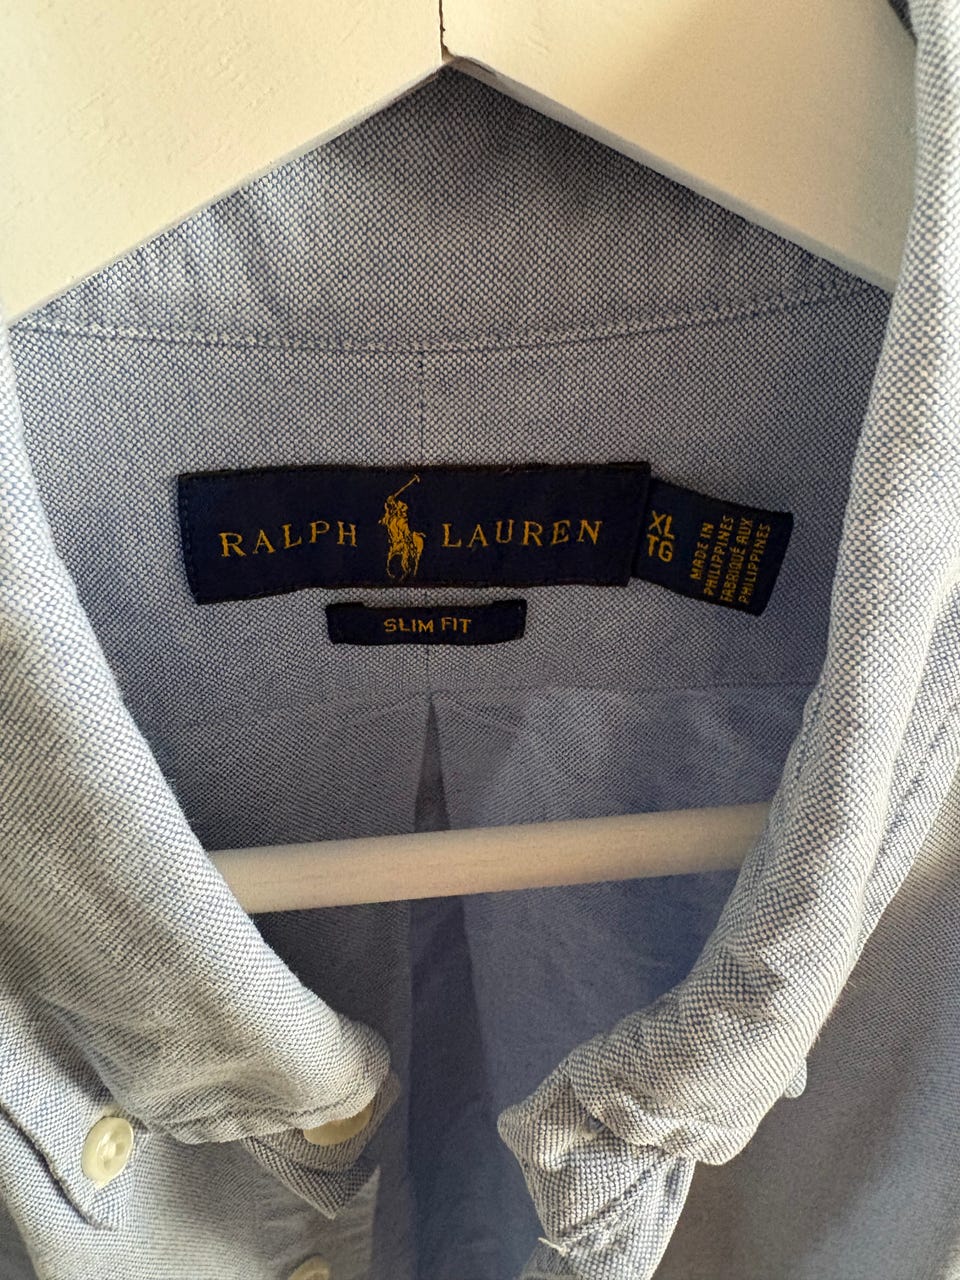 RALPH LAUREN
XL
TG
MADE IN
PHILIPPINES
FABRIQUÉ AUX
PHILIPPINES
SLIM FIT